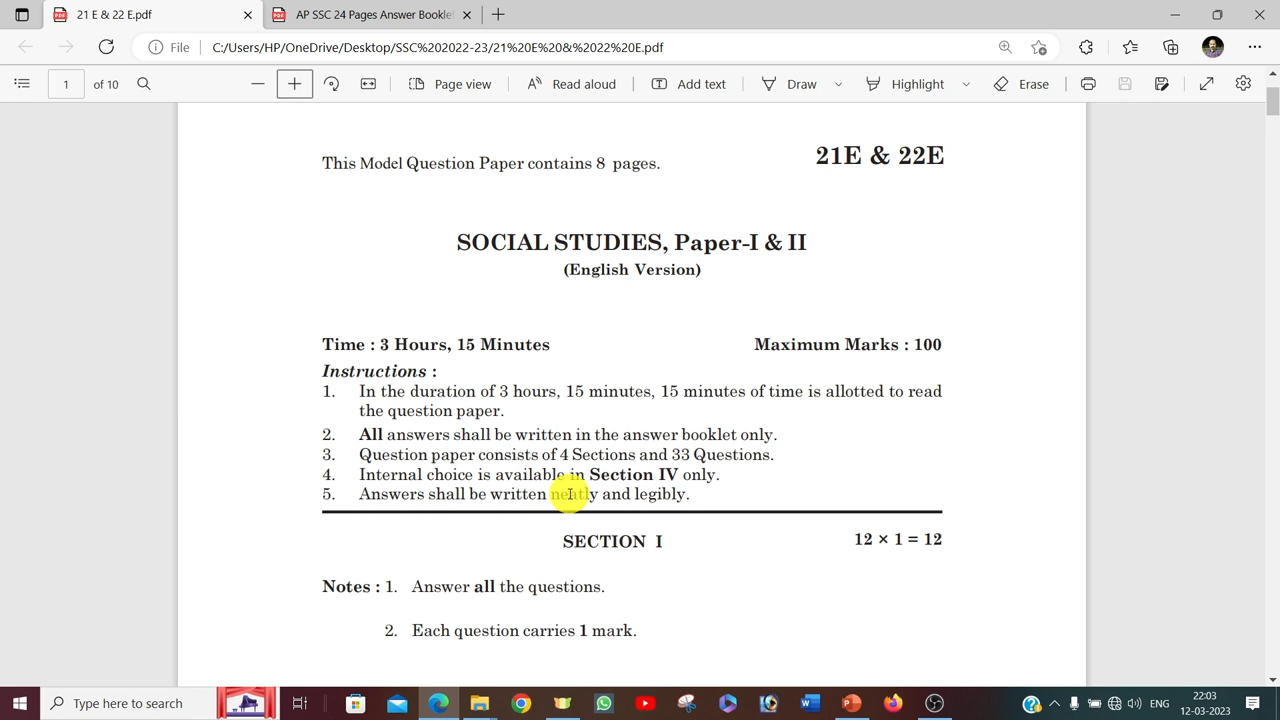 21 E & 22 E.pdf
AP SSC 24 Pages Answer Booklet
File C:/Users/HP/OneDrive/Desktop/SSC%202022-23/21%20E%20&%2022%20E.pdf
1 of 10 Page view Read aloud Add text Draw Highlight Erase
This Model Question Paper contains 8 pages.
21E & 22E
SOCIAL STUDIES, Paper-I & II
(English Version)
Time : 3 Hours, 15 Minutes
Maximum Marks : 100
Instructions :
1. In the duration of 3 hours, 15 minutes, 15 minutes of time is allotted to read
the question paper.
2. All answers shall be written in the answer booklet only.
3. Question paper consists of 4 Sections and 33 Questions.
4. Internal choice is available in Section IV only.
5. Answers shall be written neatly and legibly.
SECTION I
12 × 1 = 12
Notes : 1. Answer all the questions.
2. Each question carries 1 mark.
Type here to search
ENG
22:03
12-03-2023